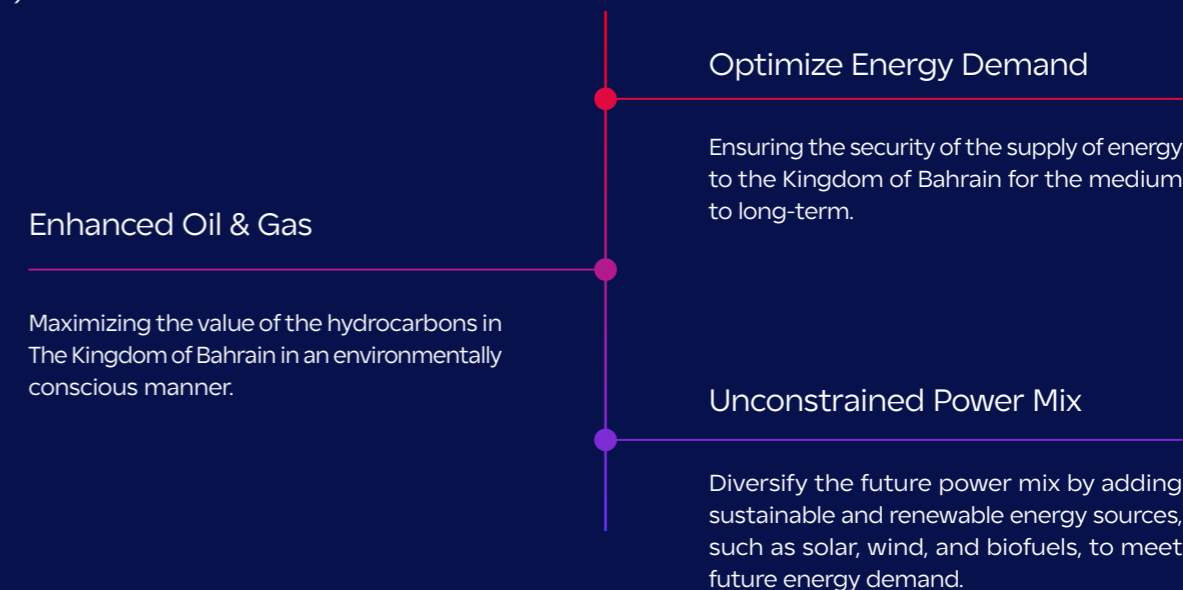 Optimize Energy Demand
Ensuring the security of the supply of energy
to the Kingdom of Bahrain for the medium
to long-term.
Enhanced Oil & Gas
Maximizing the value of the hydrocarbons in
The Kingdom of Bahrain in an environmentally
conscious manner.
Unconstrained Power Mix
Diversify the future power mix by adding
sustainable and renewable energy sources,
such as solar, wind, and biofuels, to meet
future energy demand.